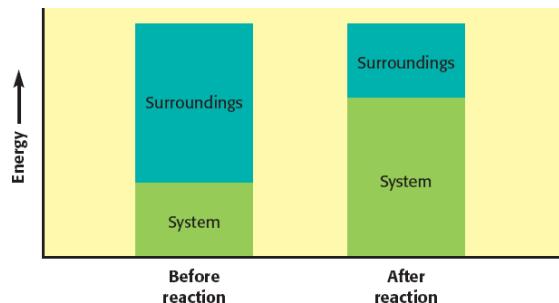 Energy
Surroundings
System
Surroundings
System
Before
reaction
After
reaction